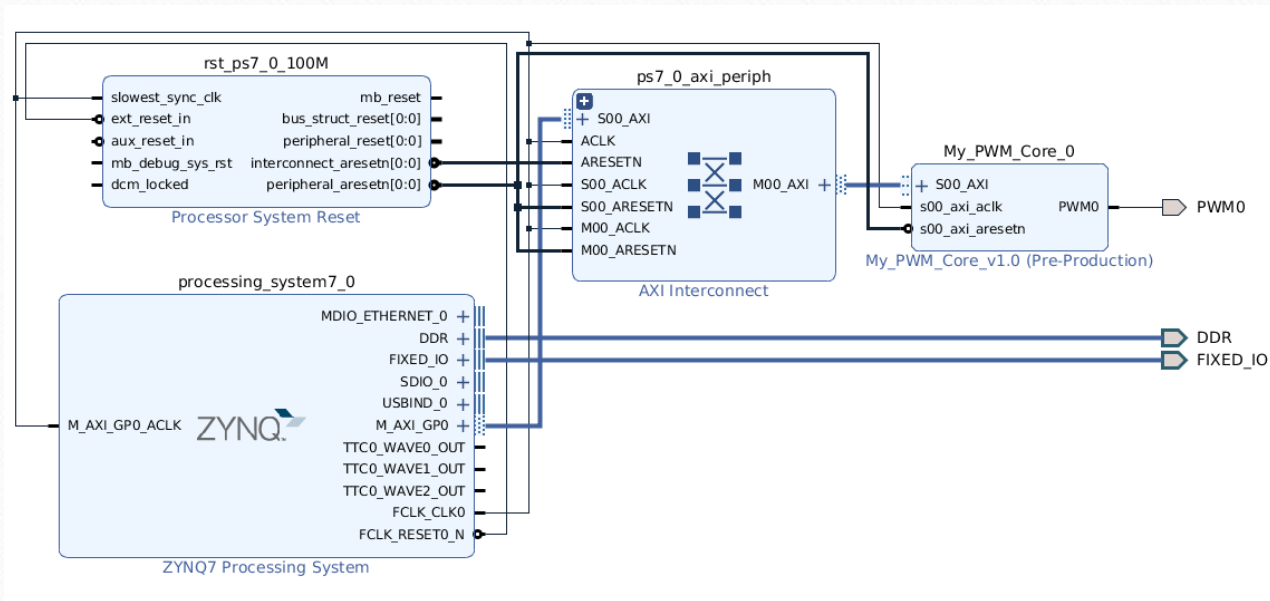 rst_ps7_0_100M
slowest_sync_clk
ext_reset_in
aux_reset_in
mb_debug_sys_rst
dcm_locked
mb_reset
bus_struct_reset[0:0]
peripheral_reset[0:0]
interconnect_aresetn[0:0]
peripheral_aresetn[0:0]
Processor System Reset
ps7_0_axi_periph
S00_AXI
ACLK
ARESETN
S00_ACLK
S00_ARESETN
M00_ACLK
M00_ARESETN
M00_AXI
AXI Interconnect
My_PWM_Core_0
S00_AXI
s00_axi_aclk
s00_axi_aresetn
PWM0
My_PWM_Core_v1.0 (Pre-Production)
PWM0
processing_system7_0
M_AXI_GP0_ACLK
ZYNQ
MDIO_ETHERNET_0
DDR
FIXED_IO
SDIO_0
USBIND_0
M_AXI_GP0
TTC0_WAVE0_OUT
TTC0_WAVE1_OUT
TTC0_WAVE2_OUT
FCLK_CLK0
FCLK_RESET0_N
ZYNQ7 Processing System
DDR
FIXED_IO